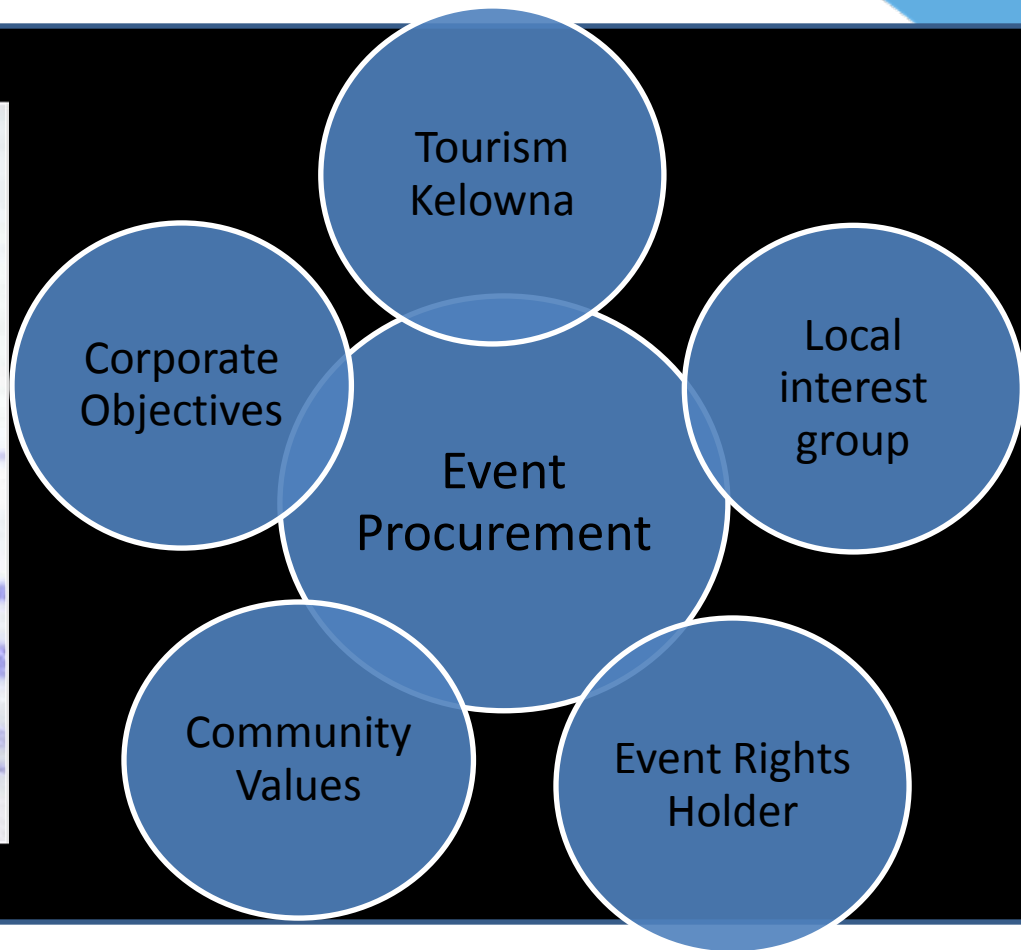 Tourism
Kelowna
Corporate
Objectives
Local
interest
group
Event
Procurement
Community
Values
Event Rights
Holder